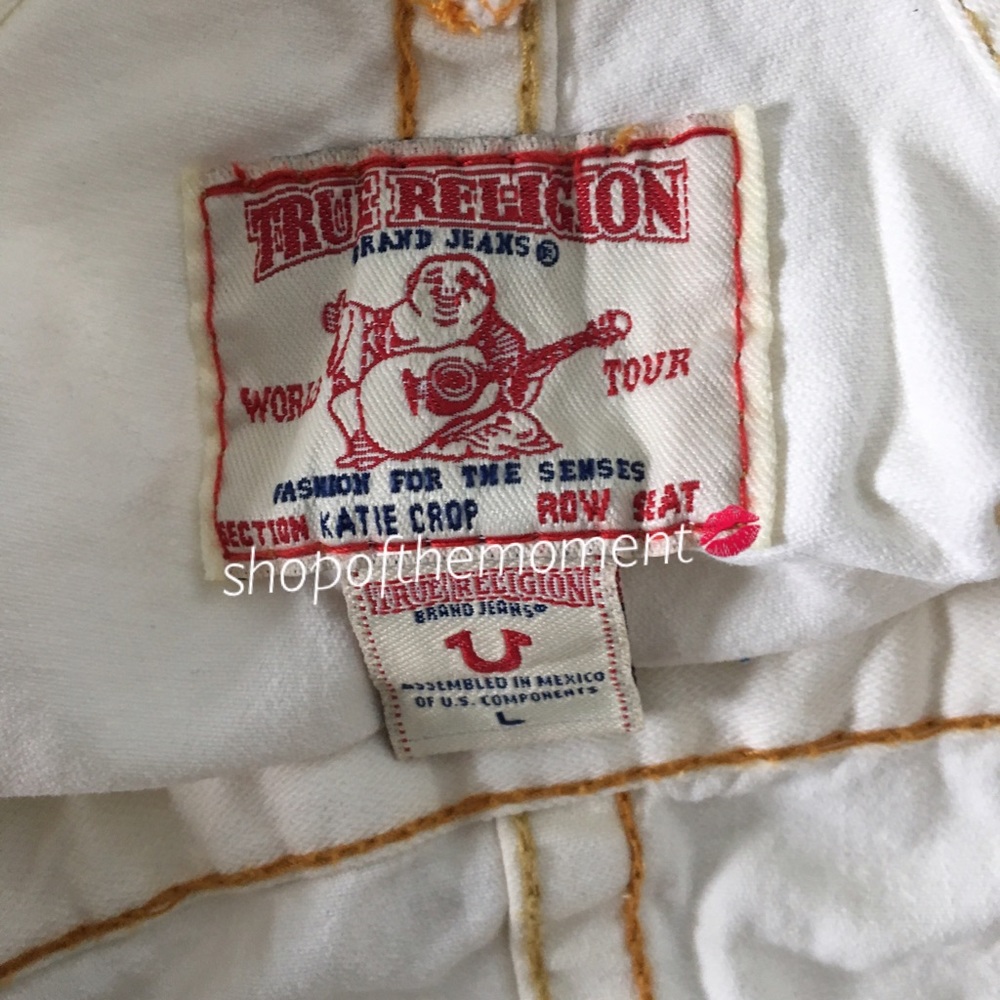 TRUE RELIGION
BRAND JEANS®
WORLD TOUR
FASHION FOR THE SENSES
SECTION KATIE CROP ROW SEAT
shopofthemoment
TRUE RELIGION
BRAND JEANS®
ASSEMBLED IN MEXICO
OF U.S. COMPONENTS
L